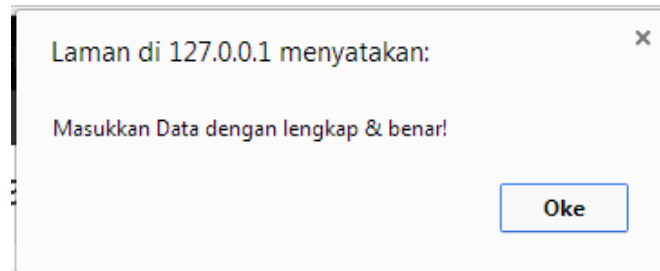 Laman di 127.0.0.1 menyatakan:
Masukkan Data dengan lengkap & benar!
Oke